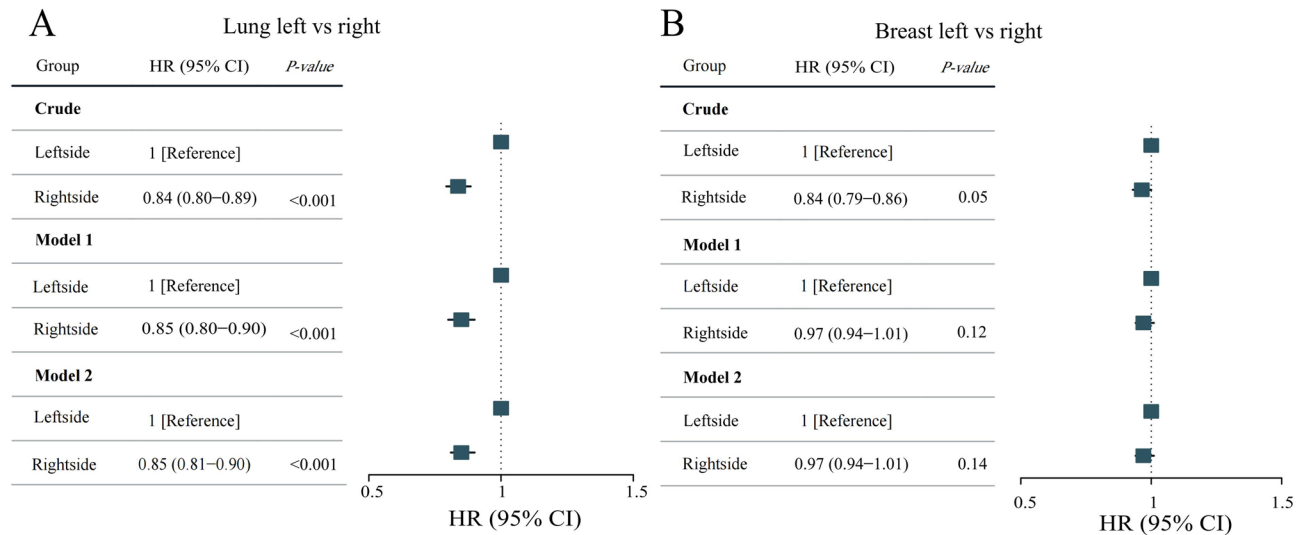 A
Lung left vs right
Group HR (95% CI) P-value
Crude
Leftside 1 [Reference]
Rightside 0.84 (0.80−0.89) <0.001
Model 1
Leftside 1 [Reference]
Rightside 0.85 (0.80−0.90) <0.001
Model 2
Leftside 1 [Reference]
Rightside 0.85 (0.81−0.90) <0.001
0.5 1 1.5
HR (95% CI)
B
Breast left vs right
Group HR (95% CI) P-value
Crude
Leftside 1 [Reference]
Rightside 0.84 (0.79−0.86) 0.05
Model 1
Leftside 1 [Reference]
Rightside 0.97 (0.94−1.01) 0.12
Model 2
Leftside 1 [Reference]
Rightside 0.97 (0.94−1.01) 0.14
0.5 1 1.5
HR (95% CI)